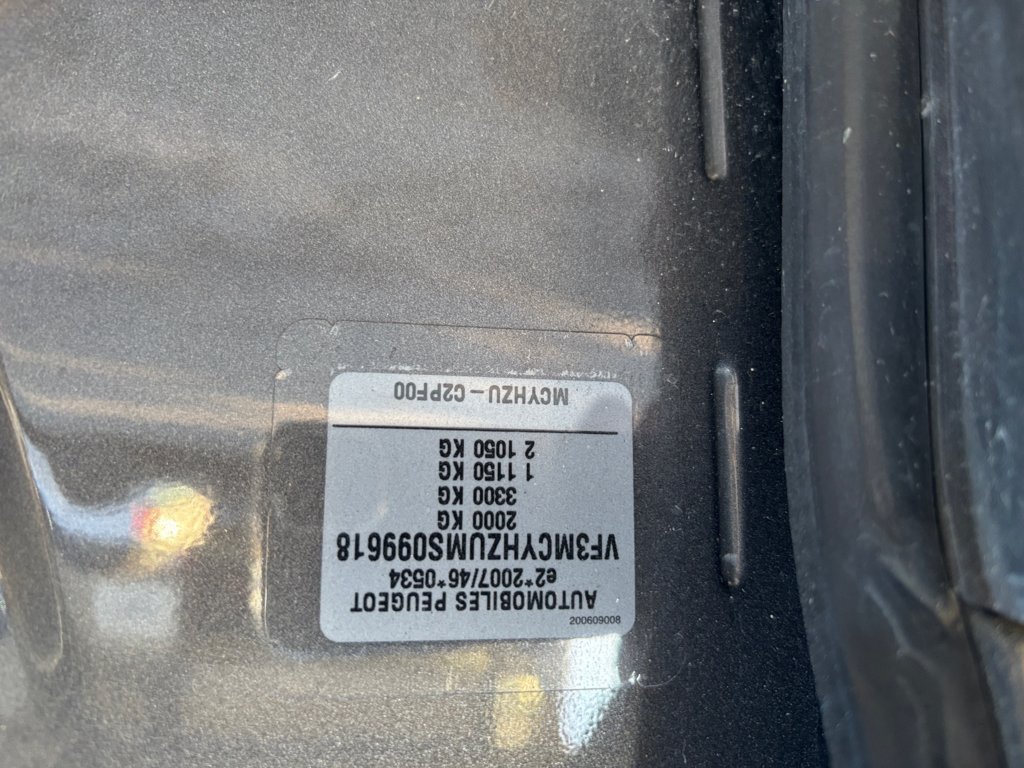 200609008
AUTOMOBILES PEUGEOT
e2*2007/46*0534
VF3MCYHZUMS099618
2000 KG
3300 KG
1 1150 KG
2 1050 KG
MCYHZU – C2PF00